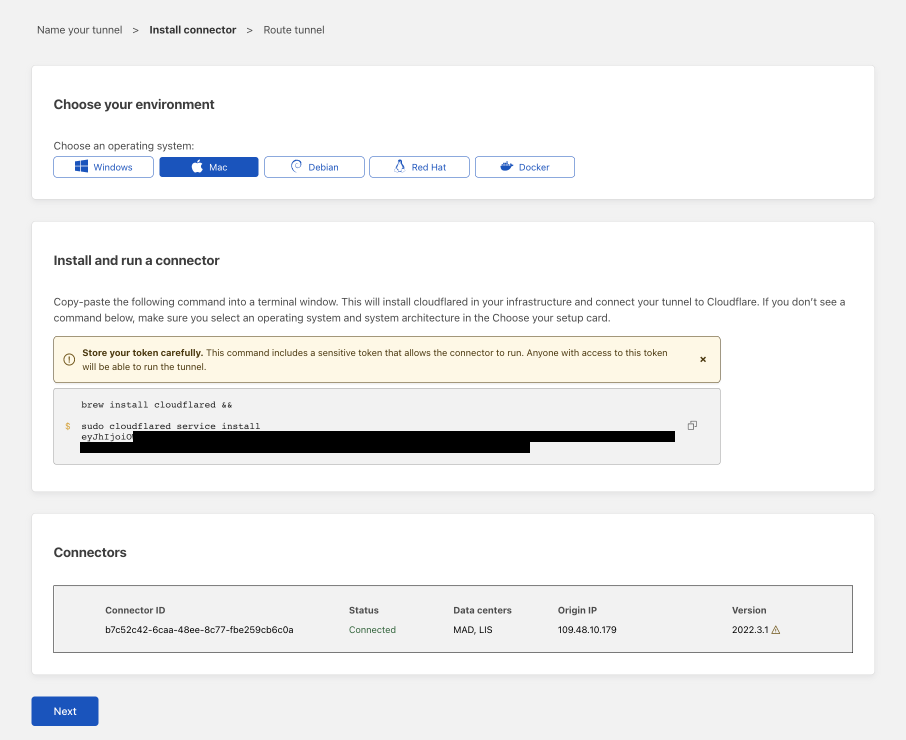 Name your tunnel > Install connector > Route tunnel
Choose your environment
Choose an operating system:
Windows Mac Debian Red Hat Docker
Install and run a connector
Copy-paste the following command into a terminal window. This will install cloudflared in your infrastructure and connect your tunnel to Cloudflare. If you don't see a
command below, make sure you select an operating system and system architecture in the Choose your setup card.
Store your token carefully. This command includes a sensitive token that allows the connector to run. Anyone with access to this token
will be able to run the tunnel.
brew install cloudflared &&
$ sudo cloudflared service install
eyJhIjoiO
Connectors
Connector ID Status Data centers Origin IP Version
b7c52c42-6caa-48ee-8c77-fbe259cb6c0a Connected MAD, LIS 109.48.10.179 2022.3.1
Next